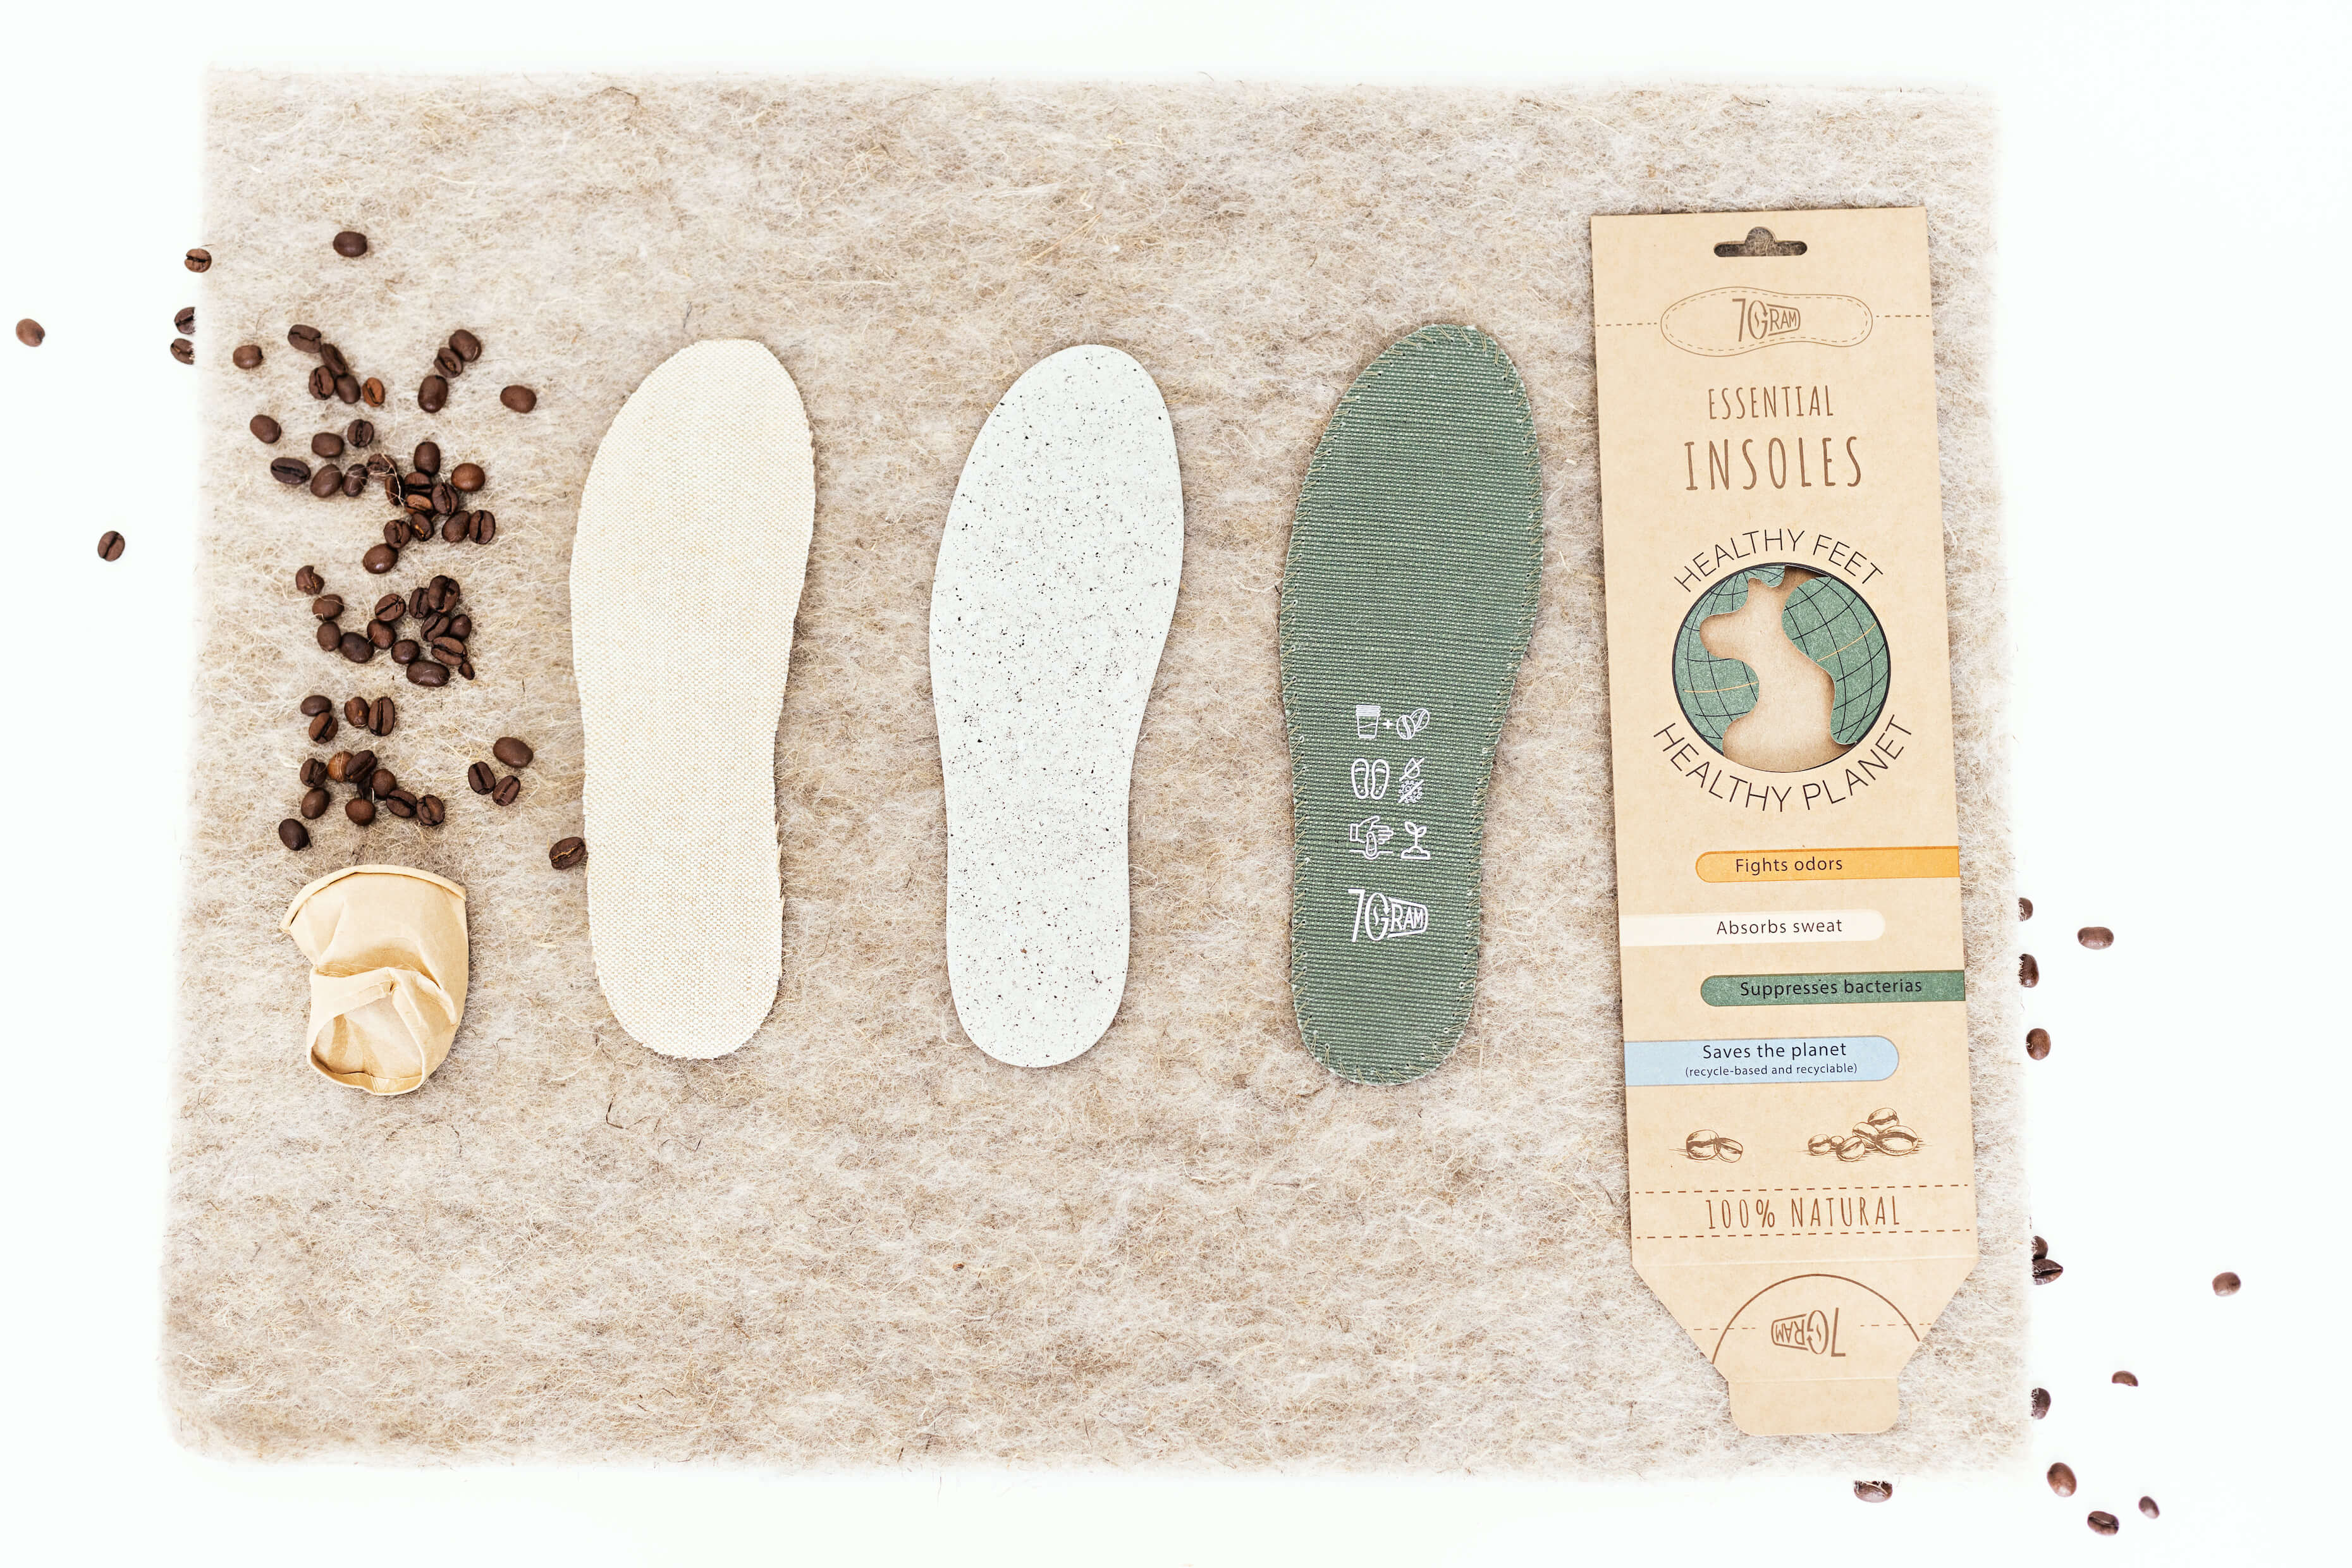 7GRAM
7GRAM
ESSENTIAL
INSOLES
HEALTHY FEET
HEALTHY PLANET
Fights odors
Absorbs sweat
Suppresses bacterias
Saves the planet
(recycle-based and recyclable)
100% NATURAL
7GRAM